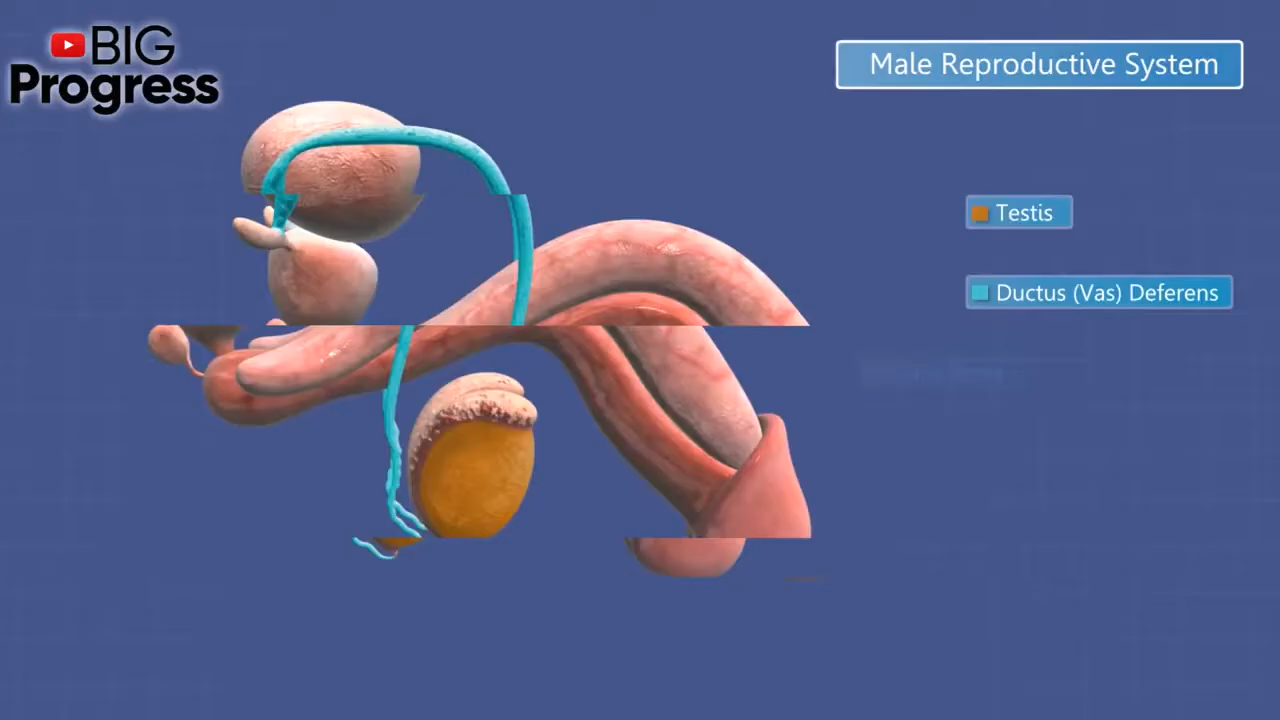 BIG
Progress
Male Reproductive System
Testis
Ductus (Vas) Deferens